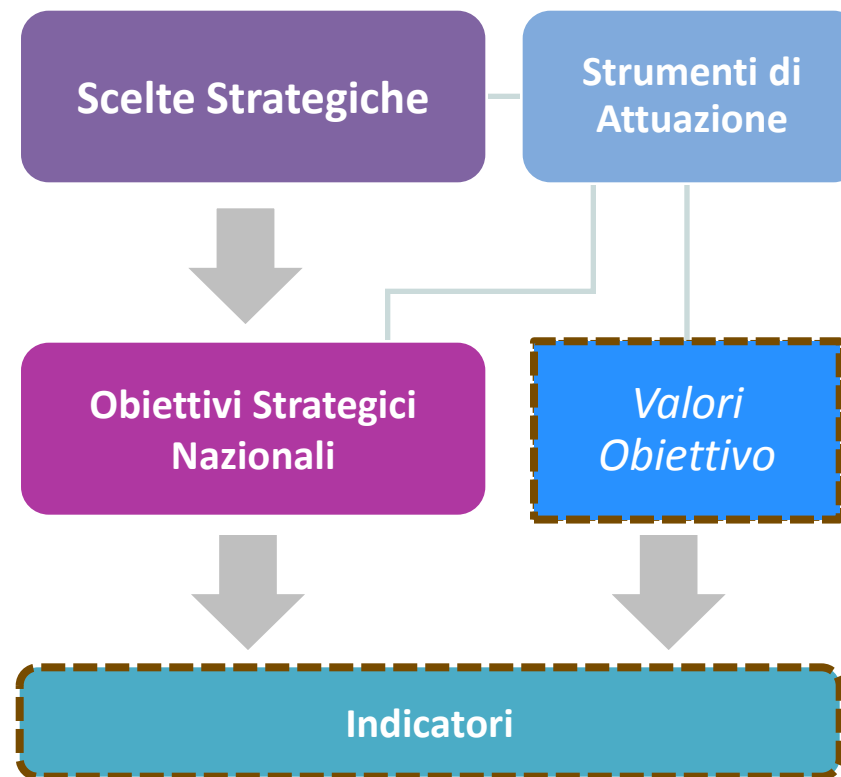 Scelte Strategiche
Strumenti di
Attuazione
Obiettivi Strategici
Nazionali
Valori
Obiettivo
Indicatori